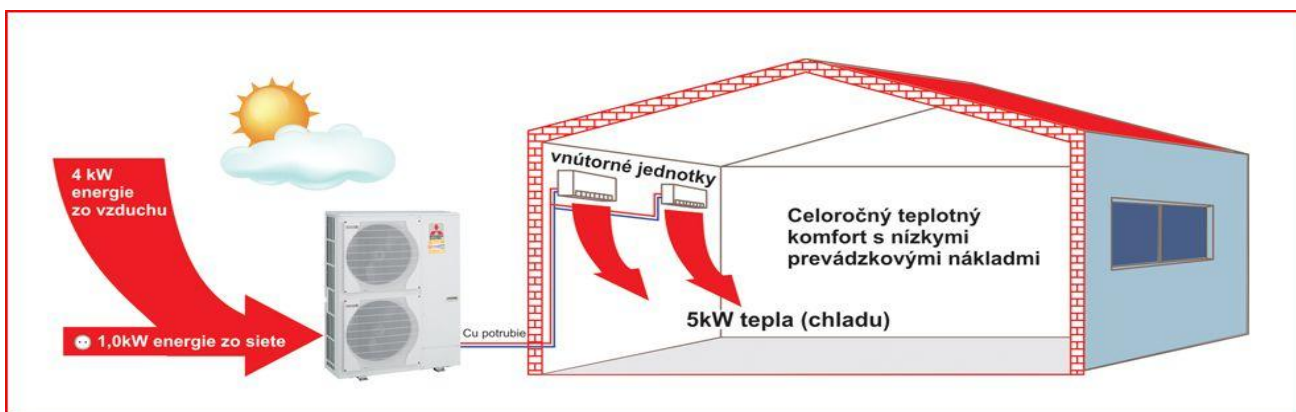 4 kW
energie
zo vzduchu
1,0kW energie zo siete
Cu potrubie
vnútorné jednotky
Celoročný teplotný
komfort s nízkymi
prevádzkovými nákladmi
5kW tepla (chladu)